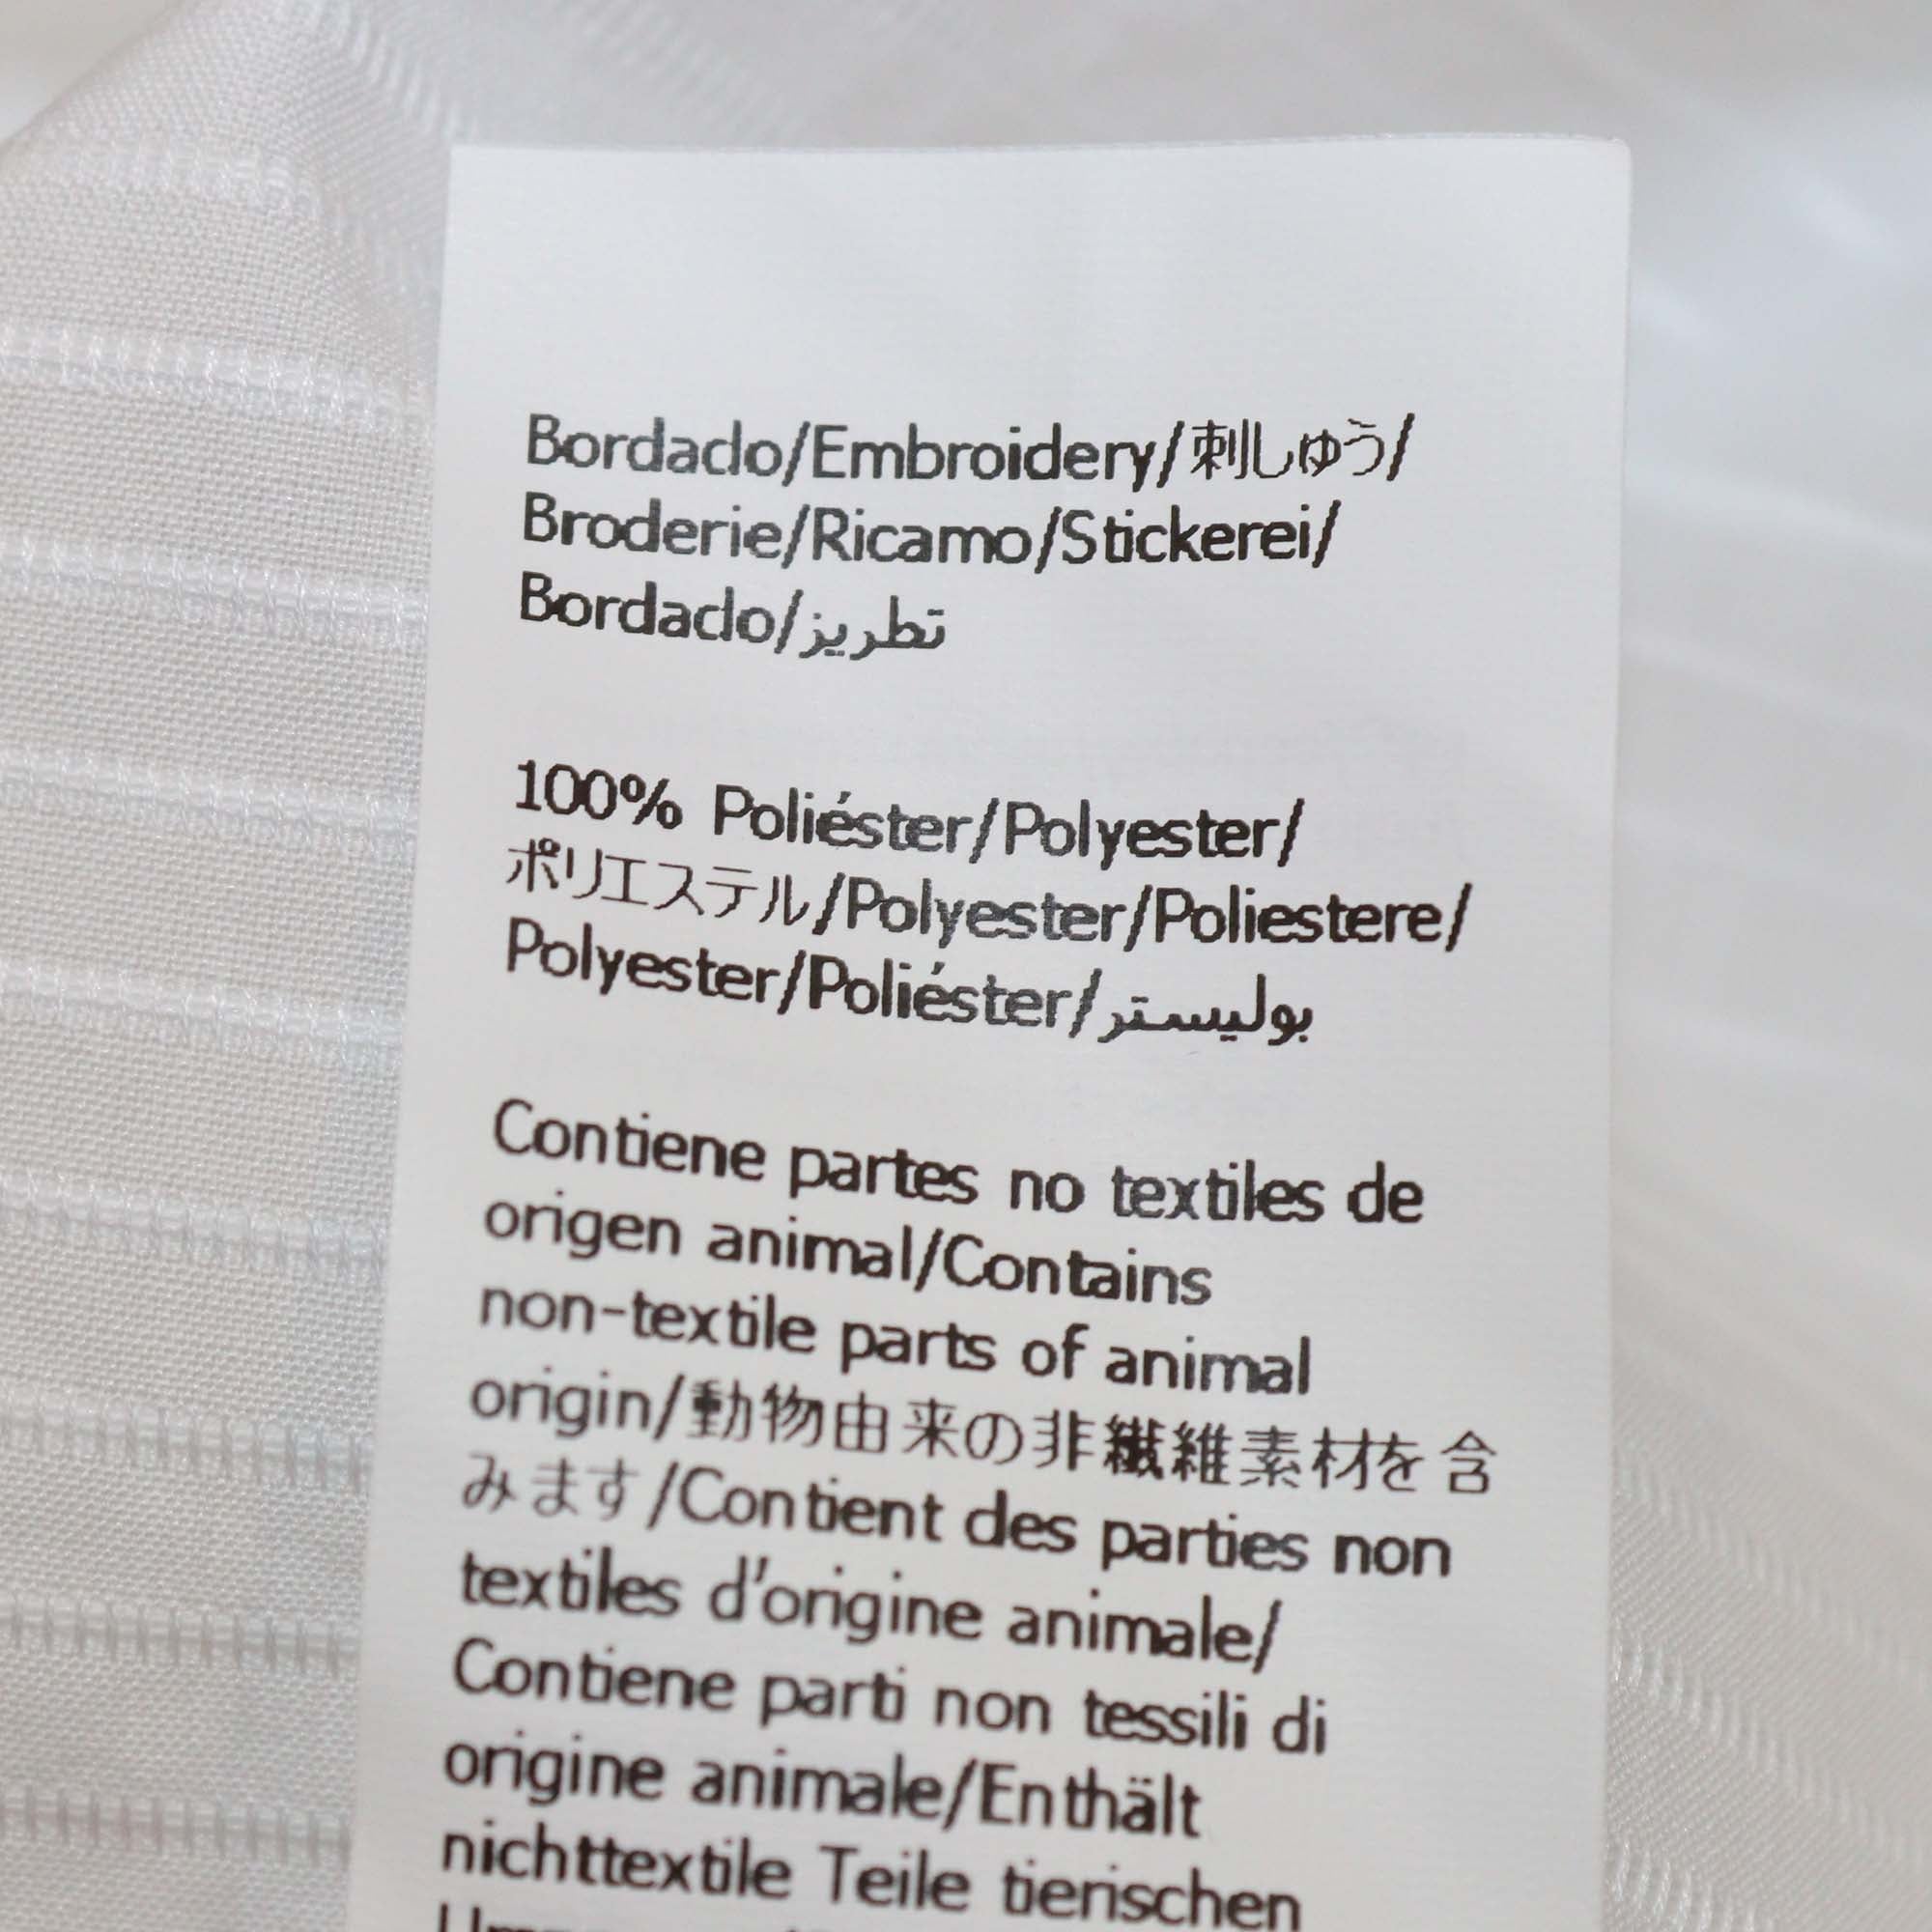 Bordado/Embroidery/刺しゅう/
Broderie/Ricamo/Stickerei/
Bordado/تطريز
100% Poliéster/Polyester/
ポリエステル/Polyester/Poliestere/
Polyester/Poliéster/بوليستر
Contiene partes no textiles de
origen animal/Contains
non-textile parts of animal
origin/動物由来の非繊維素材を含
みます/Contient des parties non
textiles d'origine animale/
Contiene parti non tessili di
origine animale/Enthält
nichttextile Teile tierischen